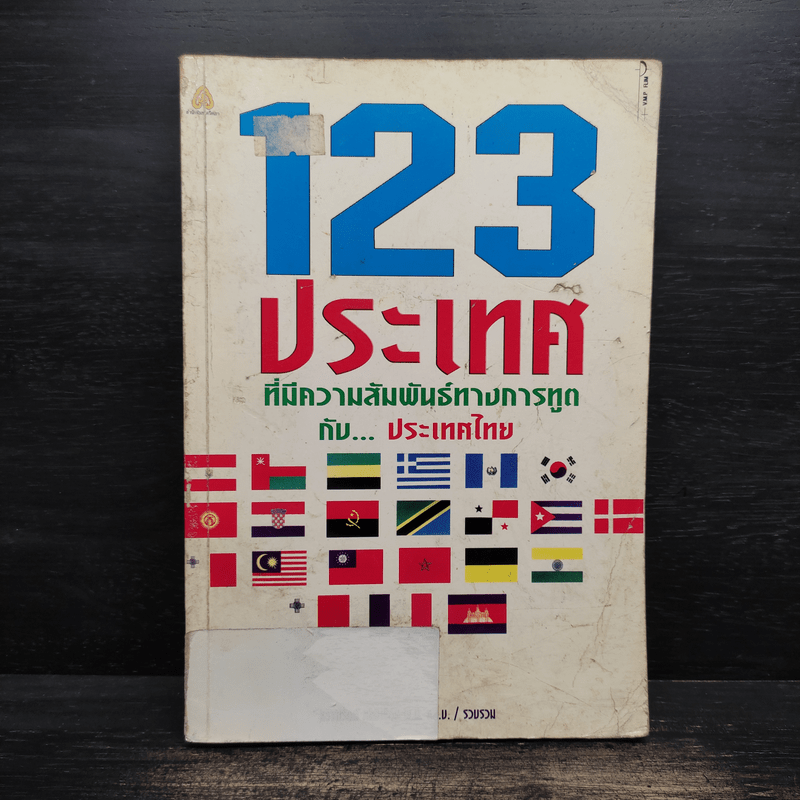 V.M.P. FILM
123
ประเทศ
ที่มีความสัมพันธ์ทางการทูต
กับ... ประเทศไทย
.บ. / รวบรวม